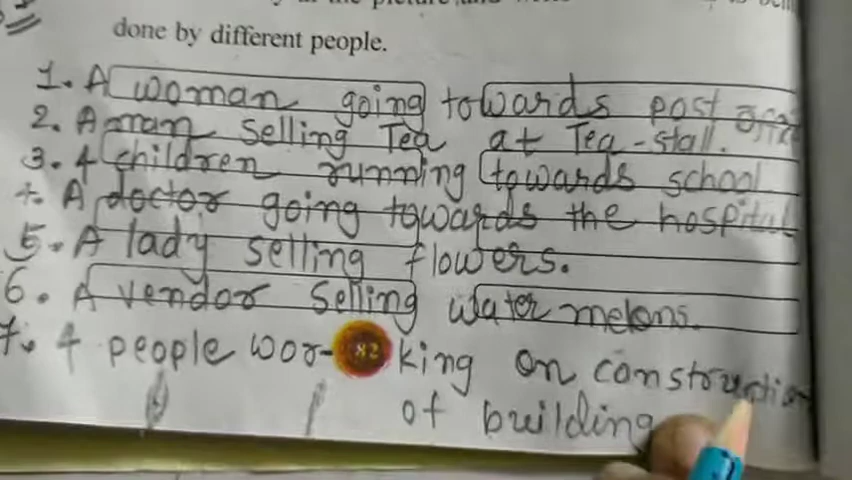 done by different people.
1. A woman going towards post office
2. A man selling Tea at Tea-stall.
3. 4 children running towards school
4. A doctor going towards the hospital
5. A lady selling flowers.
6. A vendor selling water melons.
7. 4 people wor- 82 king on construction
of building